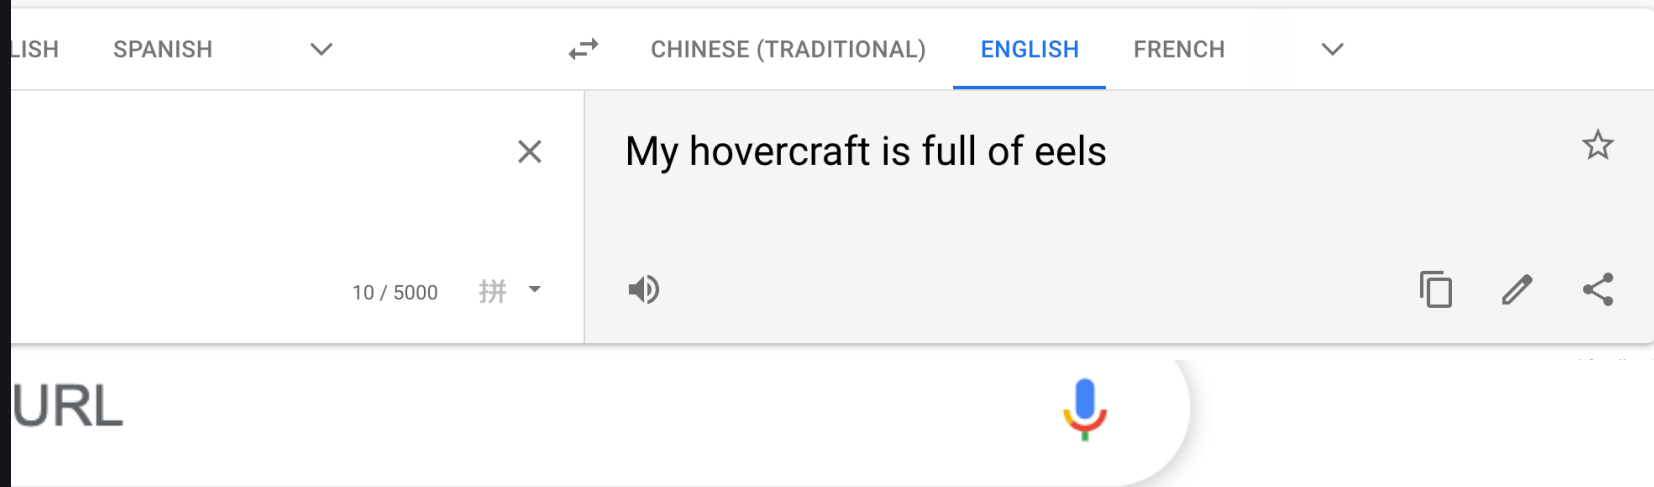 LISH SPANISH CHINESE (TRADITIONAL) ENGLISH FRENCH
My hovercraft is full of eels
10 / 5000 拼
URL